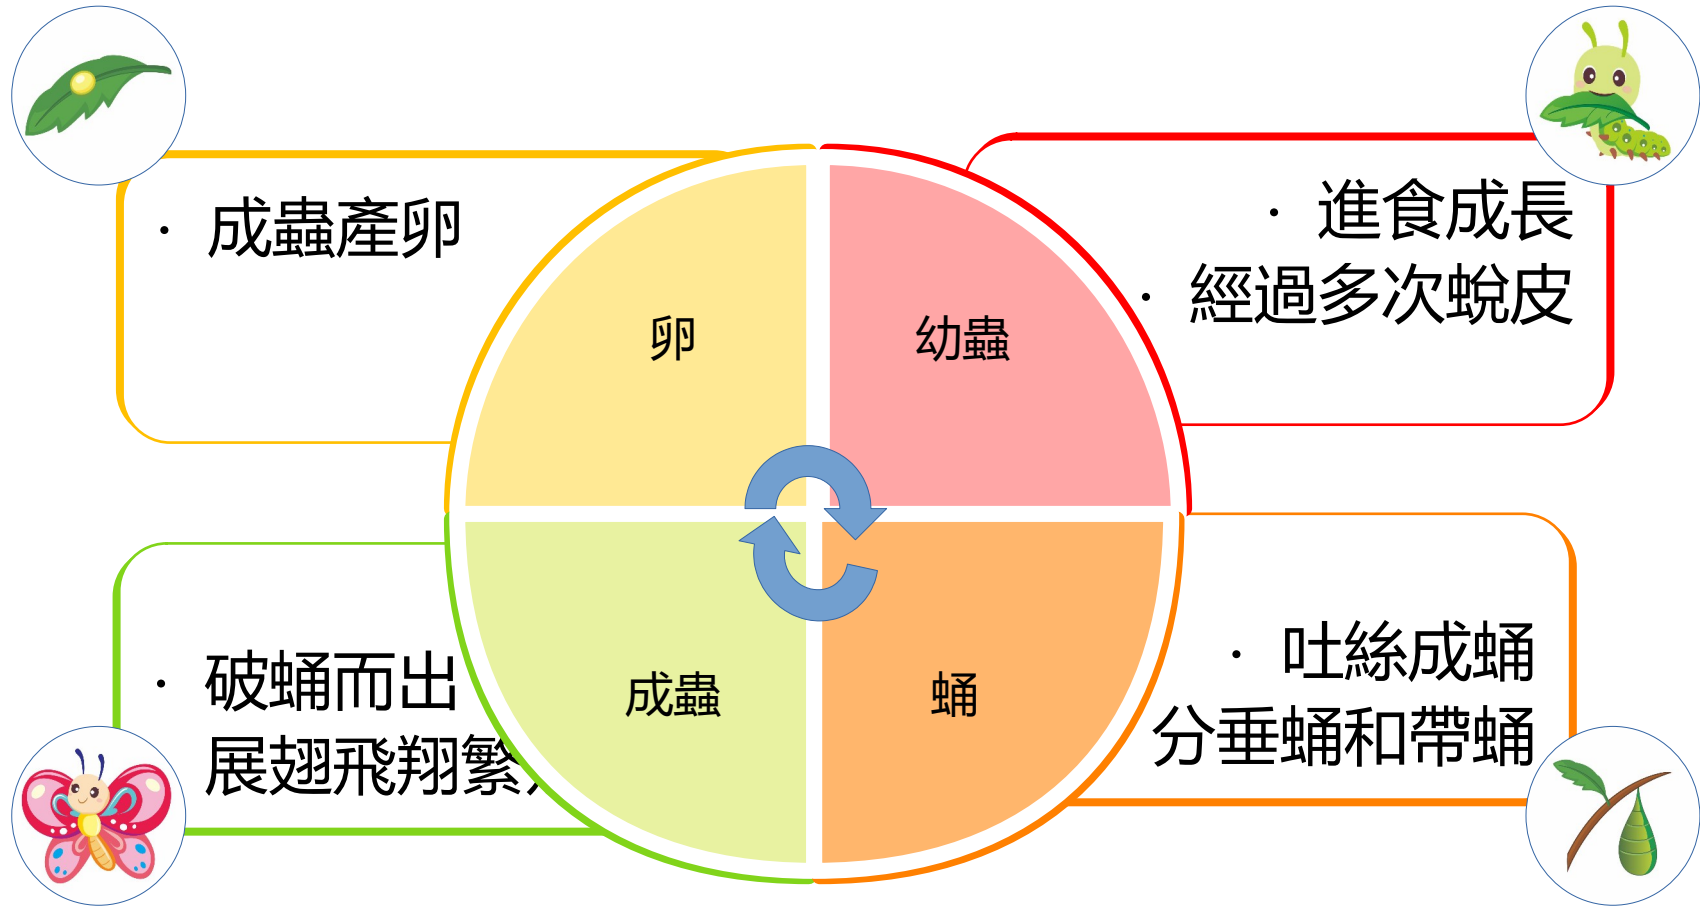 • 成蟲產卵
• 進食成長
• 經過多次蛻皮
卵
幼蟲
成蟲
蛹
• 破蛹而出
展翅飛翔繁
• 吐絲成蛹
分垂蛹和帶蛹